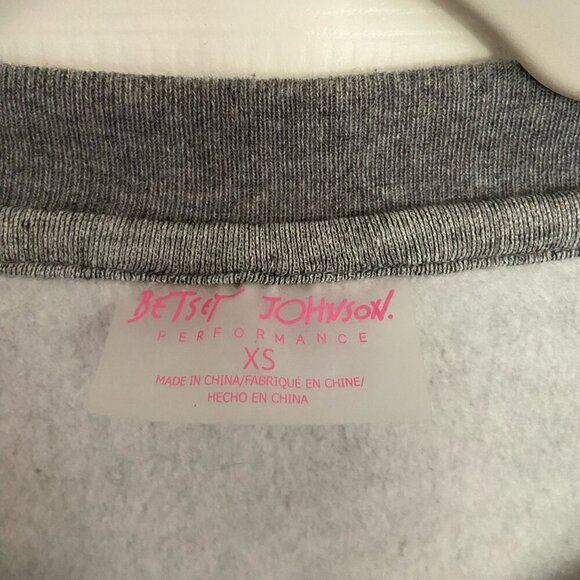 BETSEY JOHNSON.
PERFORMANCE
XS
MADE IN CHINA/FABRIQUÉ EN CHINE/
HECHO EN CHINA